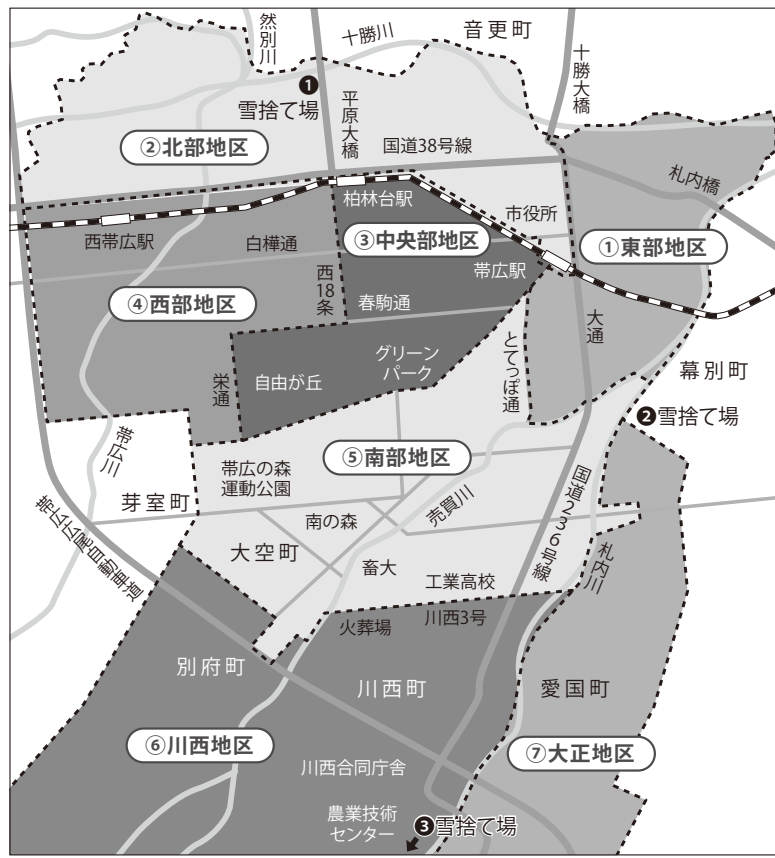 然別川
十勝川
音更町
十勝大橋
❶
雪捨て場
平原大橋
国道38号線
②北部地区
札内橋
柏林台駅
市役所
西帯広駅
白樺通
③中央部地区
①東部地区
帯広駅
西18条
④西部地区
春駒通
大通
とてっぽ通
グリーン
パーク
自由が丘
栄通
幕別町
❷雪捨て場
帯広川
⑤南部地区
帯広の森
運動公園
芽室町
売買川
国道236号線
南の森
大空町
札内川
帯広広尾自動車道
畜大
工業高校
火葬場
川西3号
別府町
川西町
愛国町
⑥川西地区
⑦大正地区
川西合同庁舎
農業技術
センター
❸雪捨て場